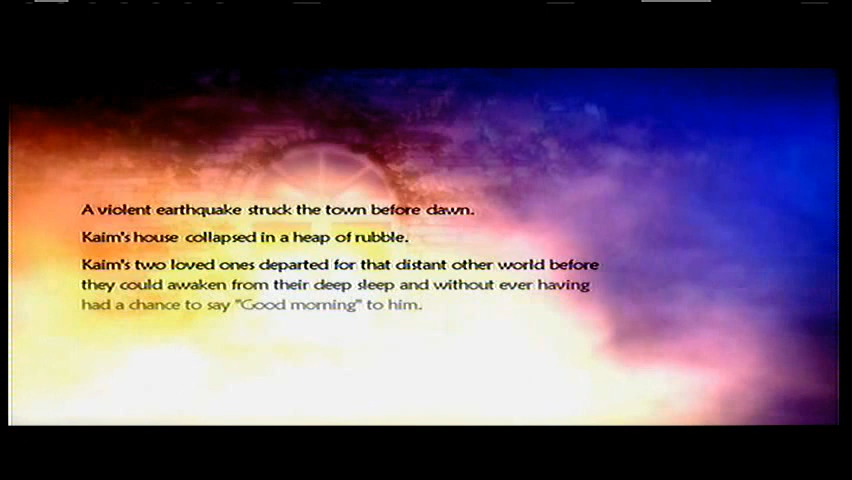 A violent earthquake struck the town before dawn.
Kaim's house collapsed in a heap of rubble.
Kaim's two loved ones departed for that distant other world before
they could awaken from their deep sleep and without ever having
had a chance to say "Good morning" to him.